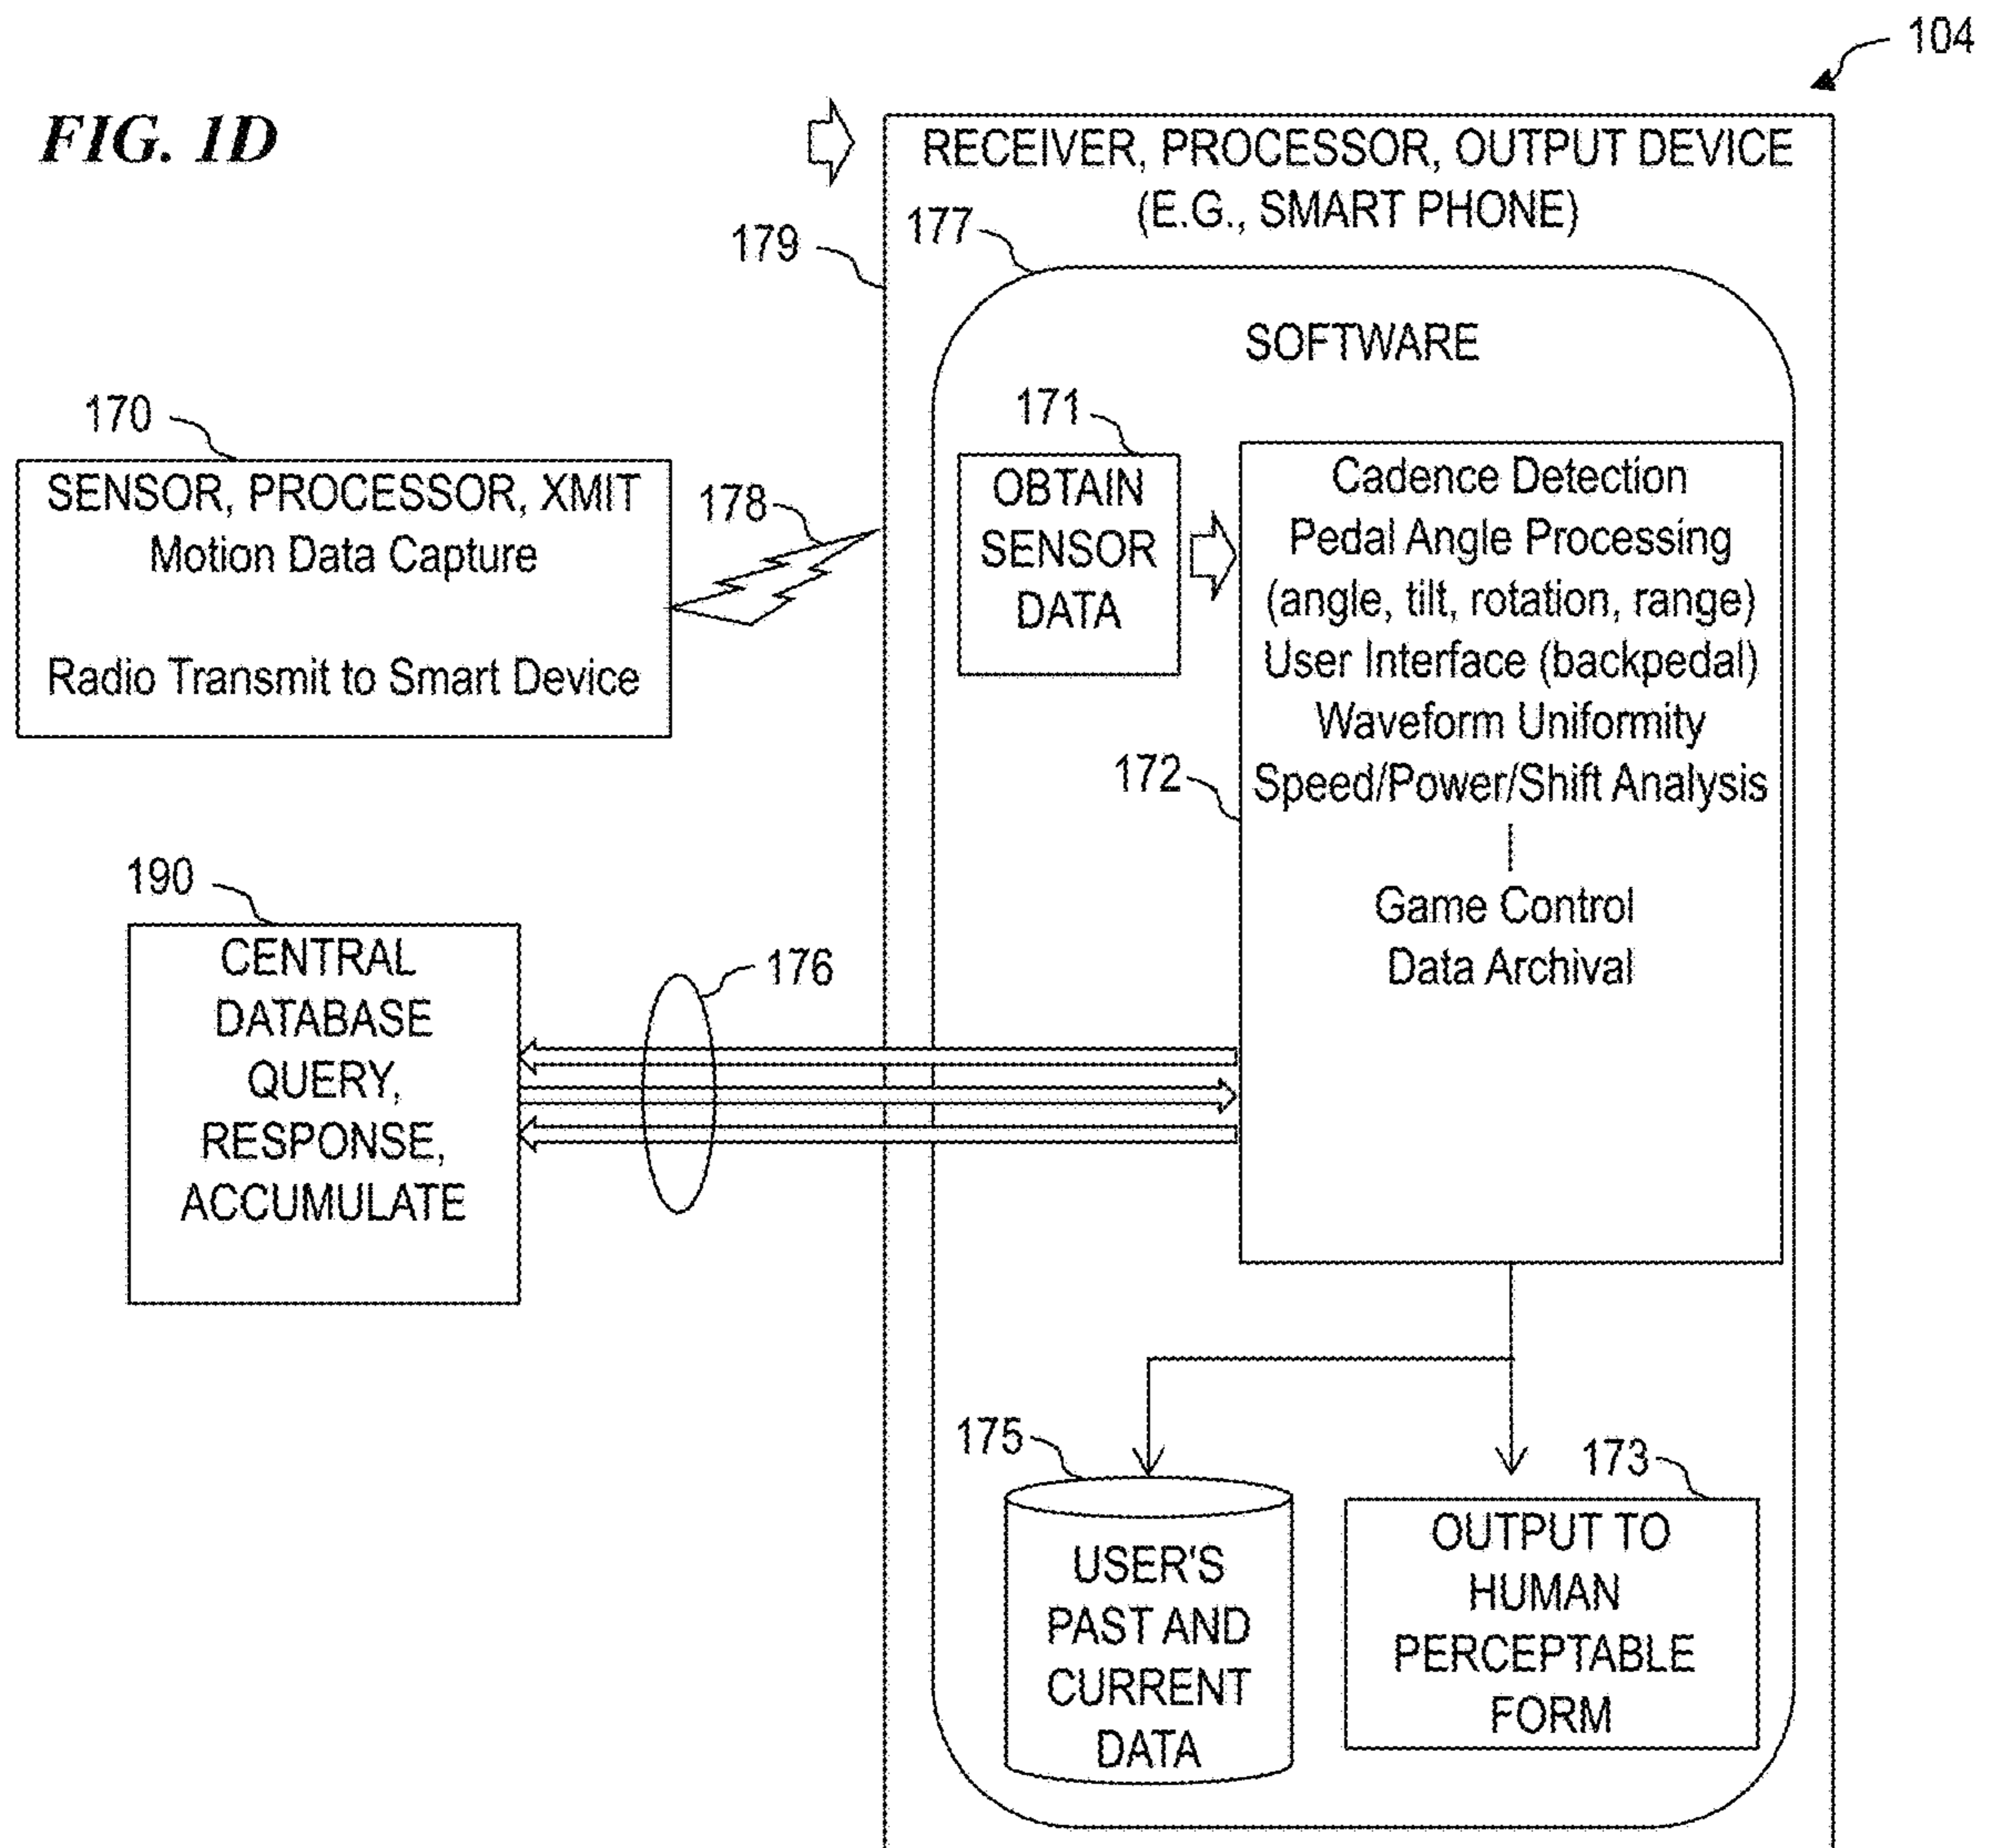 104
FIG. 1D
RECEIVER, PROCESSOR, OUTPUT DEVICE
(E.G., SMART PHONE)
179
177
SOFTWARE
170
SENSOR, PROCESSOR, XMIT
Motion Data Capture
Radio Transmit to Smart Device
178
171
OBTAIN
SENSOR
DATA
Cadence Detection
Pedal Angle Processing
(angle, tilt, rotation, range)
User Interface (backpedal)
Waveform Uniformity
Speed/Power/Shift Analysis
Game Control
Data Archival
172
190
CENTRAL
DATABASE
QUERY,
RESPONSE,
ACCUMULATE
176
175
USER'S
PAST AND
CURRENT
DATA
173
OUTPUT TO
HUMAN
PERCEPTABLE
FORM